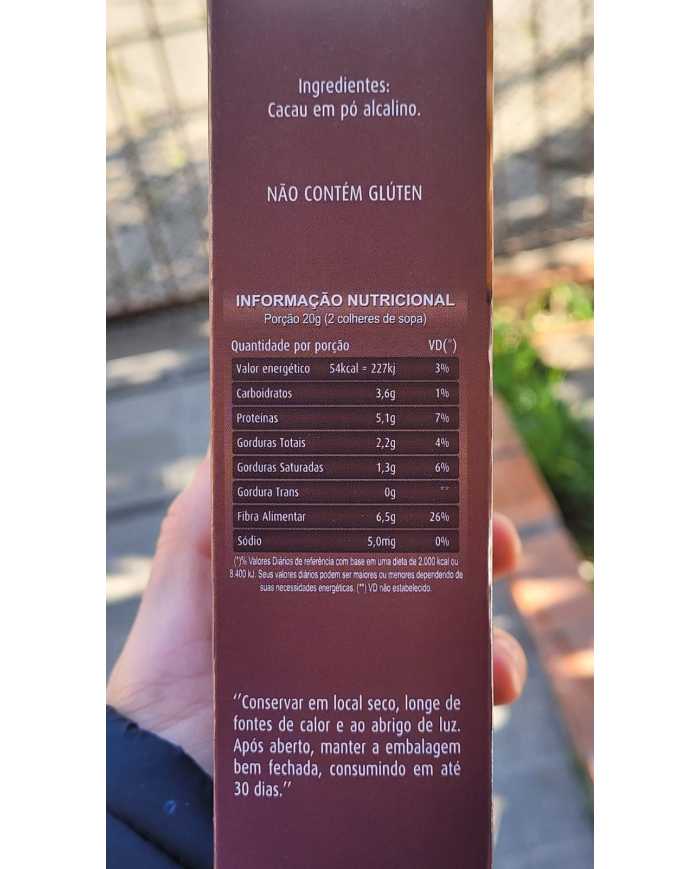 Ingredientes:
Cacau em pó alcalino.
NÃO CONTÉM GLÚTEN
INFORMAÇÃO NUTRICIONAL
Porção 20g (2 colheres de sopa)
Quantidade por porção VD(*)
Valor energético 54kcal = 227kj 3%
Carboidratos 3,6g 1%
Proteínas 5,1g 7%
Gorduras Totais 2,2g 4%
Gorduras Saturadas 1,3g 6%
Gordura Trans 0g **
Fibra Alimentar 6,5g 26%
Sódio 5,0mg 0%
(*)% Valores Diários de referência com base em uma dieta de 2.000 kcal ou
8.400 kJ. Seus valores diários podem ser maiores ou menores dependendo de
suas necessidades energéticas. (**) VD não estabelecido.
"Conservar em local seco, longe de
fontes de calor e ao abrigo de luz.
Após aberto, manter a embalagem
bem fechada, consumindo em até
30 dias."